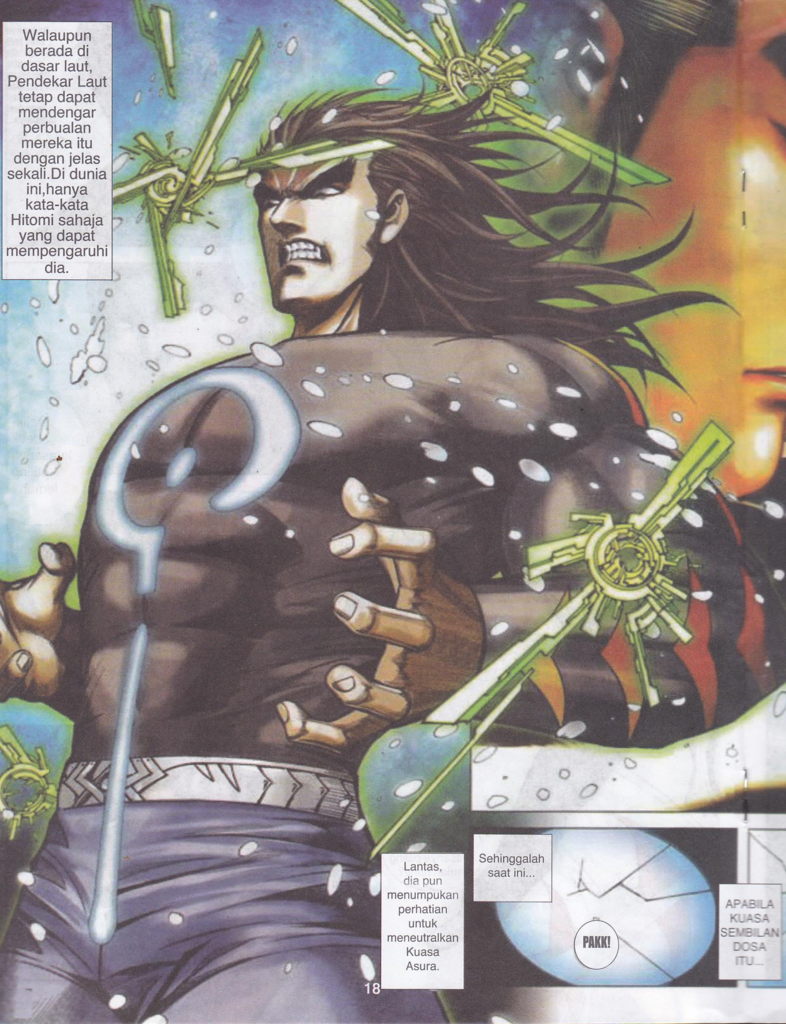 Walaupun
berada di
dasar laut,
Pendekar Laut
tetap dapat
mendengar
perbualan
mereka itu
dengan jelas
sekali.Di dunia
ini,hanya
kata-kata
Hitomi sahaja
yang dapat
mempengaruhi
dia.
Lantas,
dia pun
menumpukan
perhatian
untuk
meneutralkan
Kuasa
Asura.
Sehinggalah
saat ini...
PAKK!
APABILA
KUASA
SEMBILAN
DOSA
ITU...
18